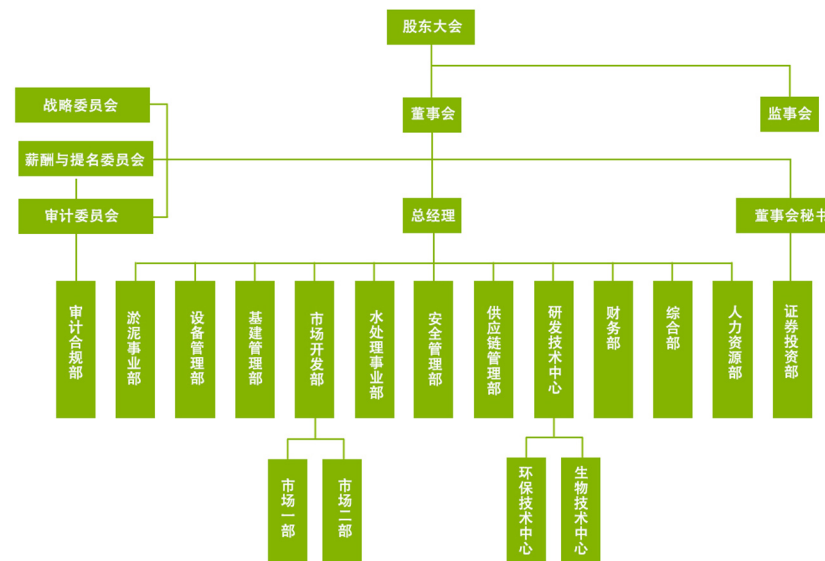 股东大会
战略委员会
董事会
监事会
薪酬与提名委员会
审计委员会
总经理
董事会秘书
审计合规部
淤泥事业部
设备管理部
基建管理部
市场开发部
水处理事业部
安全管理部
供应链管理部
研发技术中心
财务部
综合部
人力资源部
证券投资部
市场一部
市场二部
环保技术中心
生物技术中心